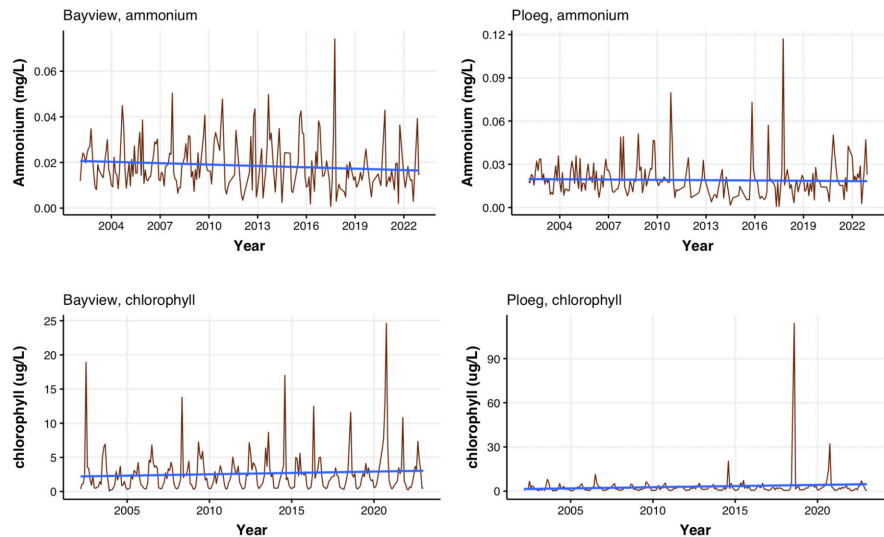 Bayview, ammonium
Ammonium (mg/L)
0.06
0.04
0.02
0.00
2004 2007 2010 2013 2016 2019 2022
Year
Ploeg, ammonium
Ammonium (mg/L)
0.12
0.09
0.06
0.03
0.00
2004 2007 2010 2013 2016 2019 2022
Year
Bayview, chlorophyll
chlorophyll (ug/L)
25
20
15
10
5
0
2005 2010 2015 2020
Year
Ploeg, chlorophyll
chlorophyll (ug/L)
90
60
30
0
2005 2010 2015 2020
Year